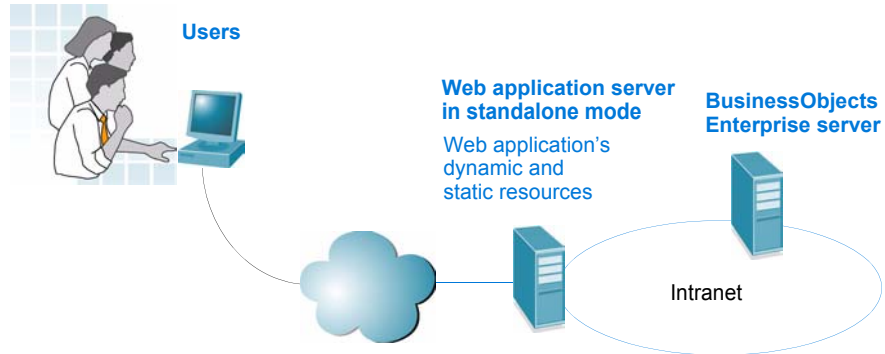 Users
Web application server
in standalone mode
Web application’s
dynamic and
static resources
BusinessObjects
Enterprise server
Intranet